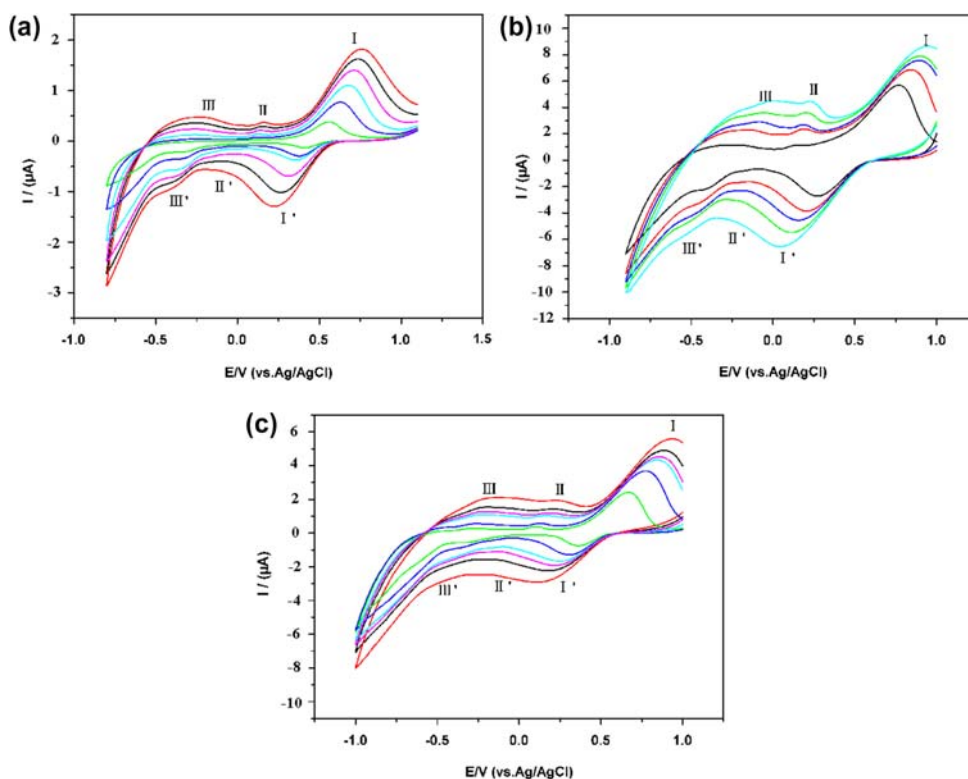 (a)
I
III
II
III'
II'
I'
3
2
1
0
-1
-2
-3
I / (µA)
-1.0
-0.5
0.0
0.5
1.0
1.5
E/V (vs.Ag/AgCl)
(b)
I
III
II
III'
II'
I'
10
8
6
4
2
0
-2
-4
-6
-8
-10
-12
I / (µA)
-1.0
-0.5
0.0
0.5
1.0
E/V (vs.Ag/AgCl)
(c)
I
III
II
III'
II'
I'
6
4
2
0
-2
-4
-6
-8
-10
I / (µA)
-1.0
-0.5
0.0
0.5
1.0
E/V (vs.Ag/AgCl)